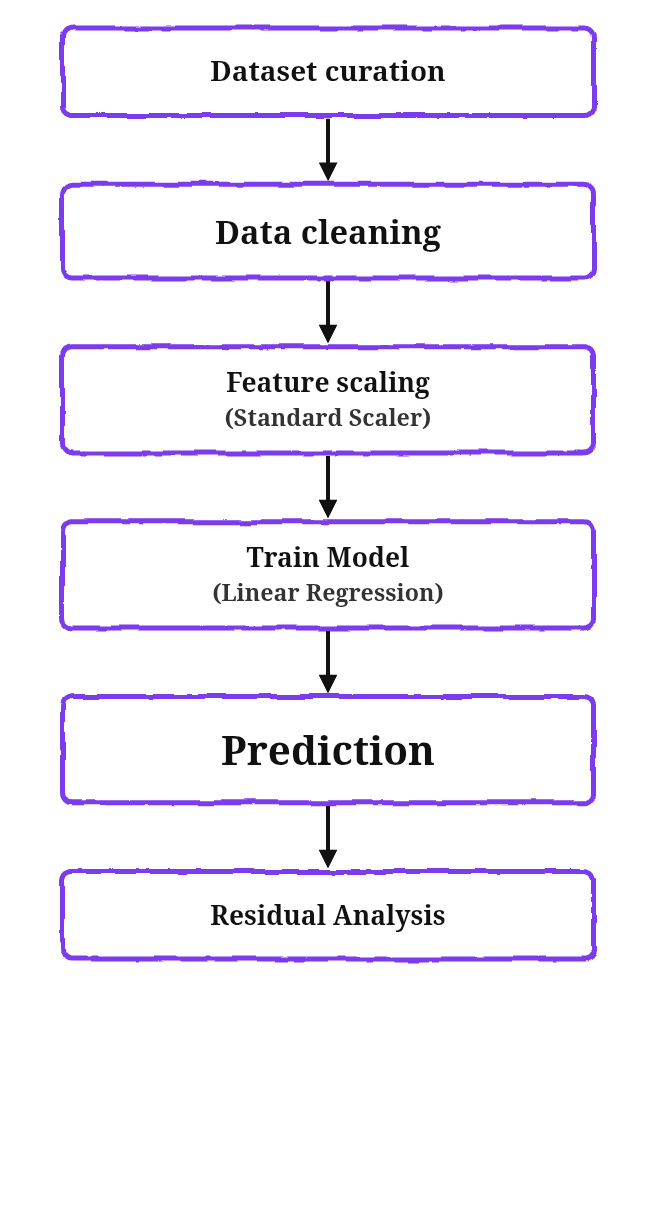 Dataset curation
Data cleaning
Feature scaling
(Standard Scaler)
Train Model
(Linear Regression)
Prediction
Residual Analysis